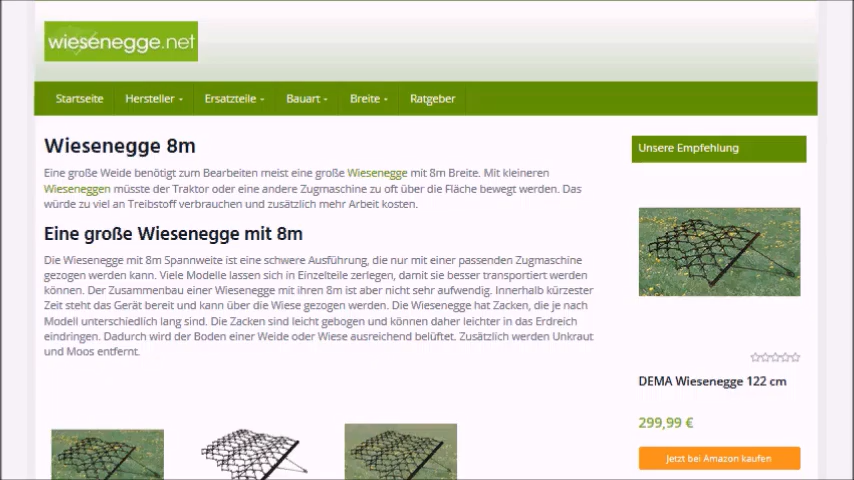 wiesenegge.net
Startseite
Hersteller
Ersatzteile
Bauart
Breite
Ratgeber
Wiesenegge 8m
Eine große Weide benötigt zum Bearbeiten meist eine große Wiesenegge mit 8m Breite. Mit kleineren
Wieseneggen müsste der Traktor oder eine andere Zugmaschine zu oft über die Fläche bewegt werden. Das
würde zu viel an Treibstoff verbrauchen und zusätzlich mehr Arbeit kosten.
Eine große Wiesenegge mit 8m
Die Wiesenegge mit 8m Spannweite ist eine schwere Ausführung, die nur mit einer passenden Zugmaschine
gezogen werden kann. Viele Modelle lassen sich in Einzelteile zerlegen, damit sie besser transportiert werden
können. Der Zusammenbau einer Wiesenegge mit ihren 8m ist aber nicht sehr aufwendig. Innerhalb kürzester
Zeit steht das Gerät bereit und kann über die Wiese gezogen werden. Die Wiesenegge hat Zacken, die je nach
Modell unterschiedlich lang sind. Die Zacken sind leicht gebogen und können daher leichter in das Erdreich
eindringen. Dadurch wird der Boden einer Weide oder Wiese ausreichend belüftet. Zusätzlich werden Unkraut
und Moos entfernt.
Unsere Empfehlung
DEMA Wiesenegge 122 cm
299,99 €
Jetzt bei Amazon kaufen